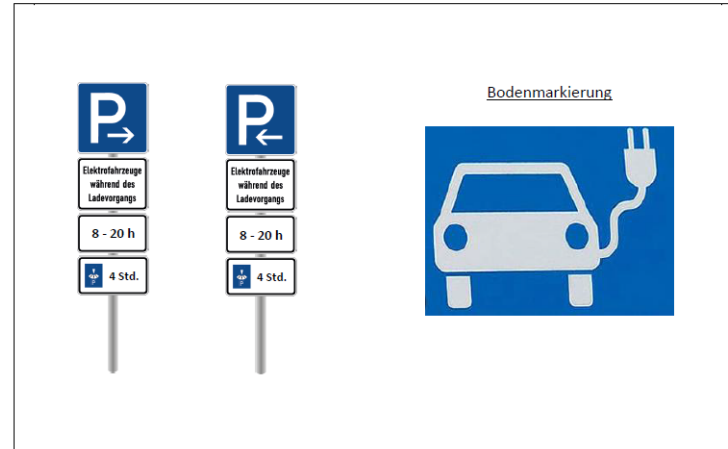 P
Elektrofahrzeuge
während des
Ladevorgangs
8 - 20 h
4 Std.
P
Elektrofahrzeuge
während des
Ladevorgangs
8 - 20 h
4 Std.
Bodenmarkierung